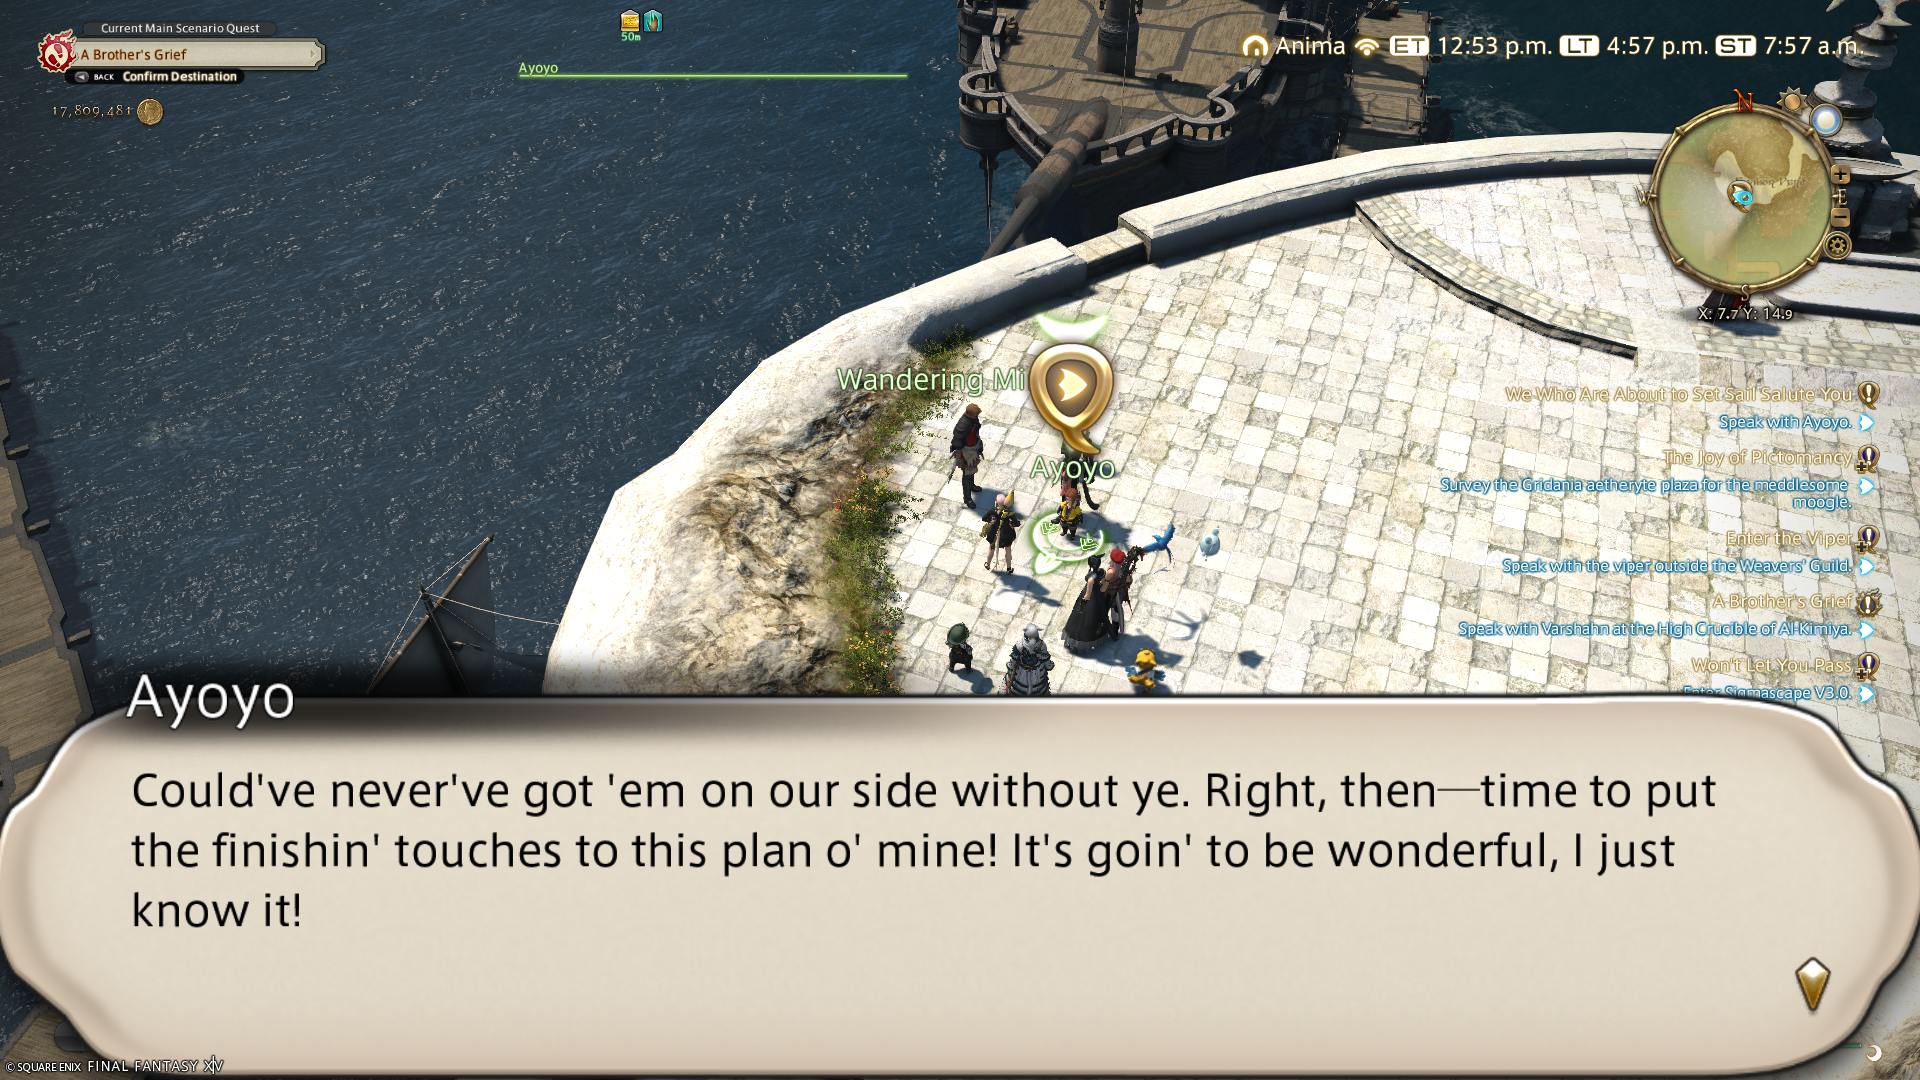 Current Main Scenario Quest
A Brother's Grief
BACK Confirm Destination
17,809,481
50m
Ayoyo
Anima ET 12:53 p.m. LT 4:57 p.m. ST 7:57 a.m.
N
W
E
S
X: 7.7 Y: 14.9
Wandering Mi
Ayoyo
We Who Are About to Set Sail Salute You
Speak with Ayoyo.
The Joy of Pictomancy
Survey the Gridania aetheryte plaza for the meddlesome
moogle.
Enter the Viper
Speak with the viper outside the Weavers' Guild.
A Brother's Grief
Speak with Varshahn at the High Crucible of Al-Kimiya.
Won't Let You Pass
Enter Sigmascape V3.0.
Ayoyo
Could've never've got 'em on our side without ye. Right, then—time to put
the finishin' touches to this plan o' mine! It's goin' to be wonderful, I just
know it!
© SQUARE ENIX FINAL FANTASY XIV